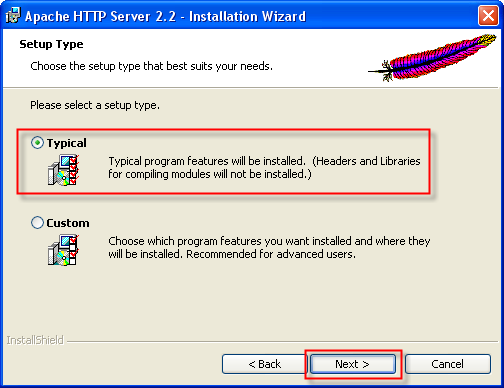 Apache HTTP Server 2.2 - Installation Wizard
Setup Type
Choose the setup type that best suits your needs.
Please select a setup type.
Typical
Typical program features will be installed.  (Headers and Libraries
for compiling modules will not be installed.)
Custom
Choose which program features you want installed and where they
will be installed. Recommended for advanced users.
InstallShield
< Back
Next >
Cancel